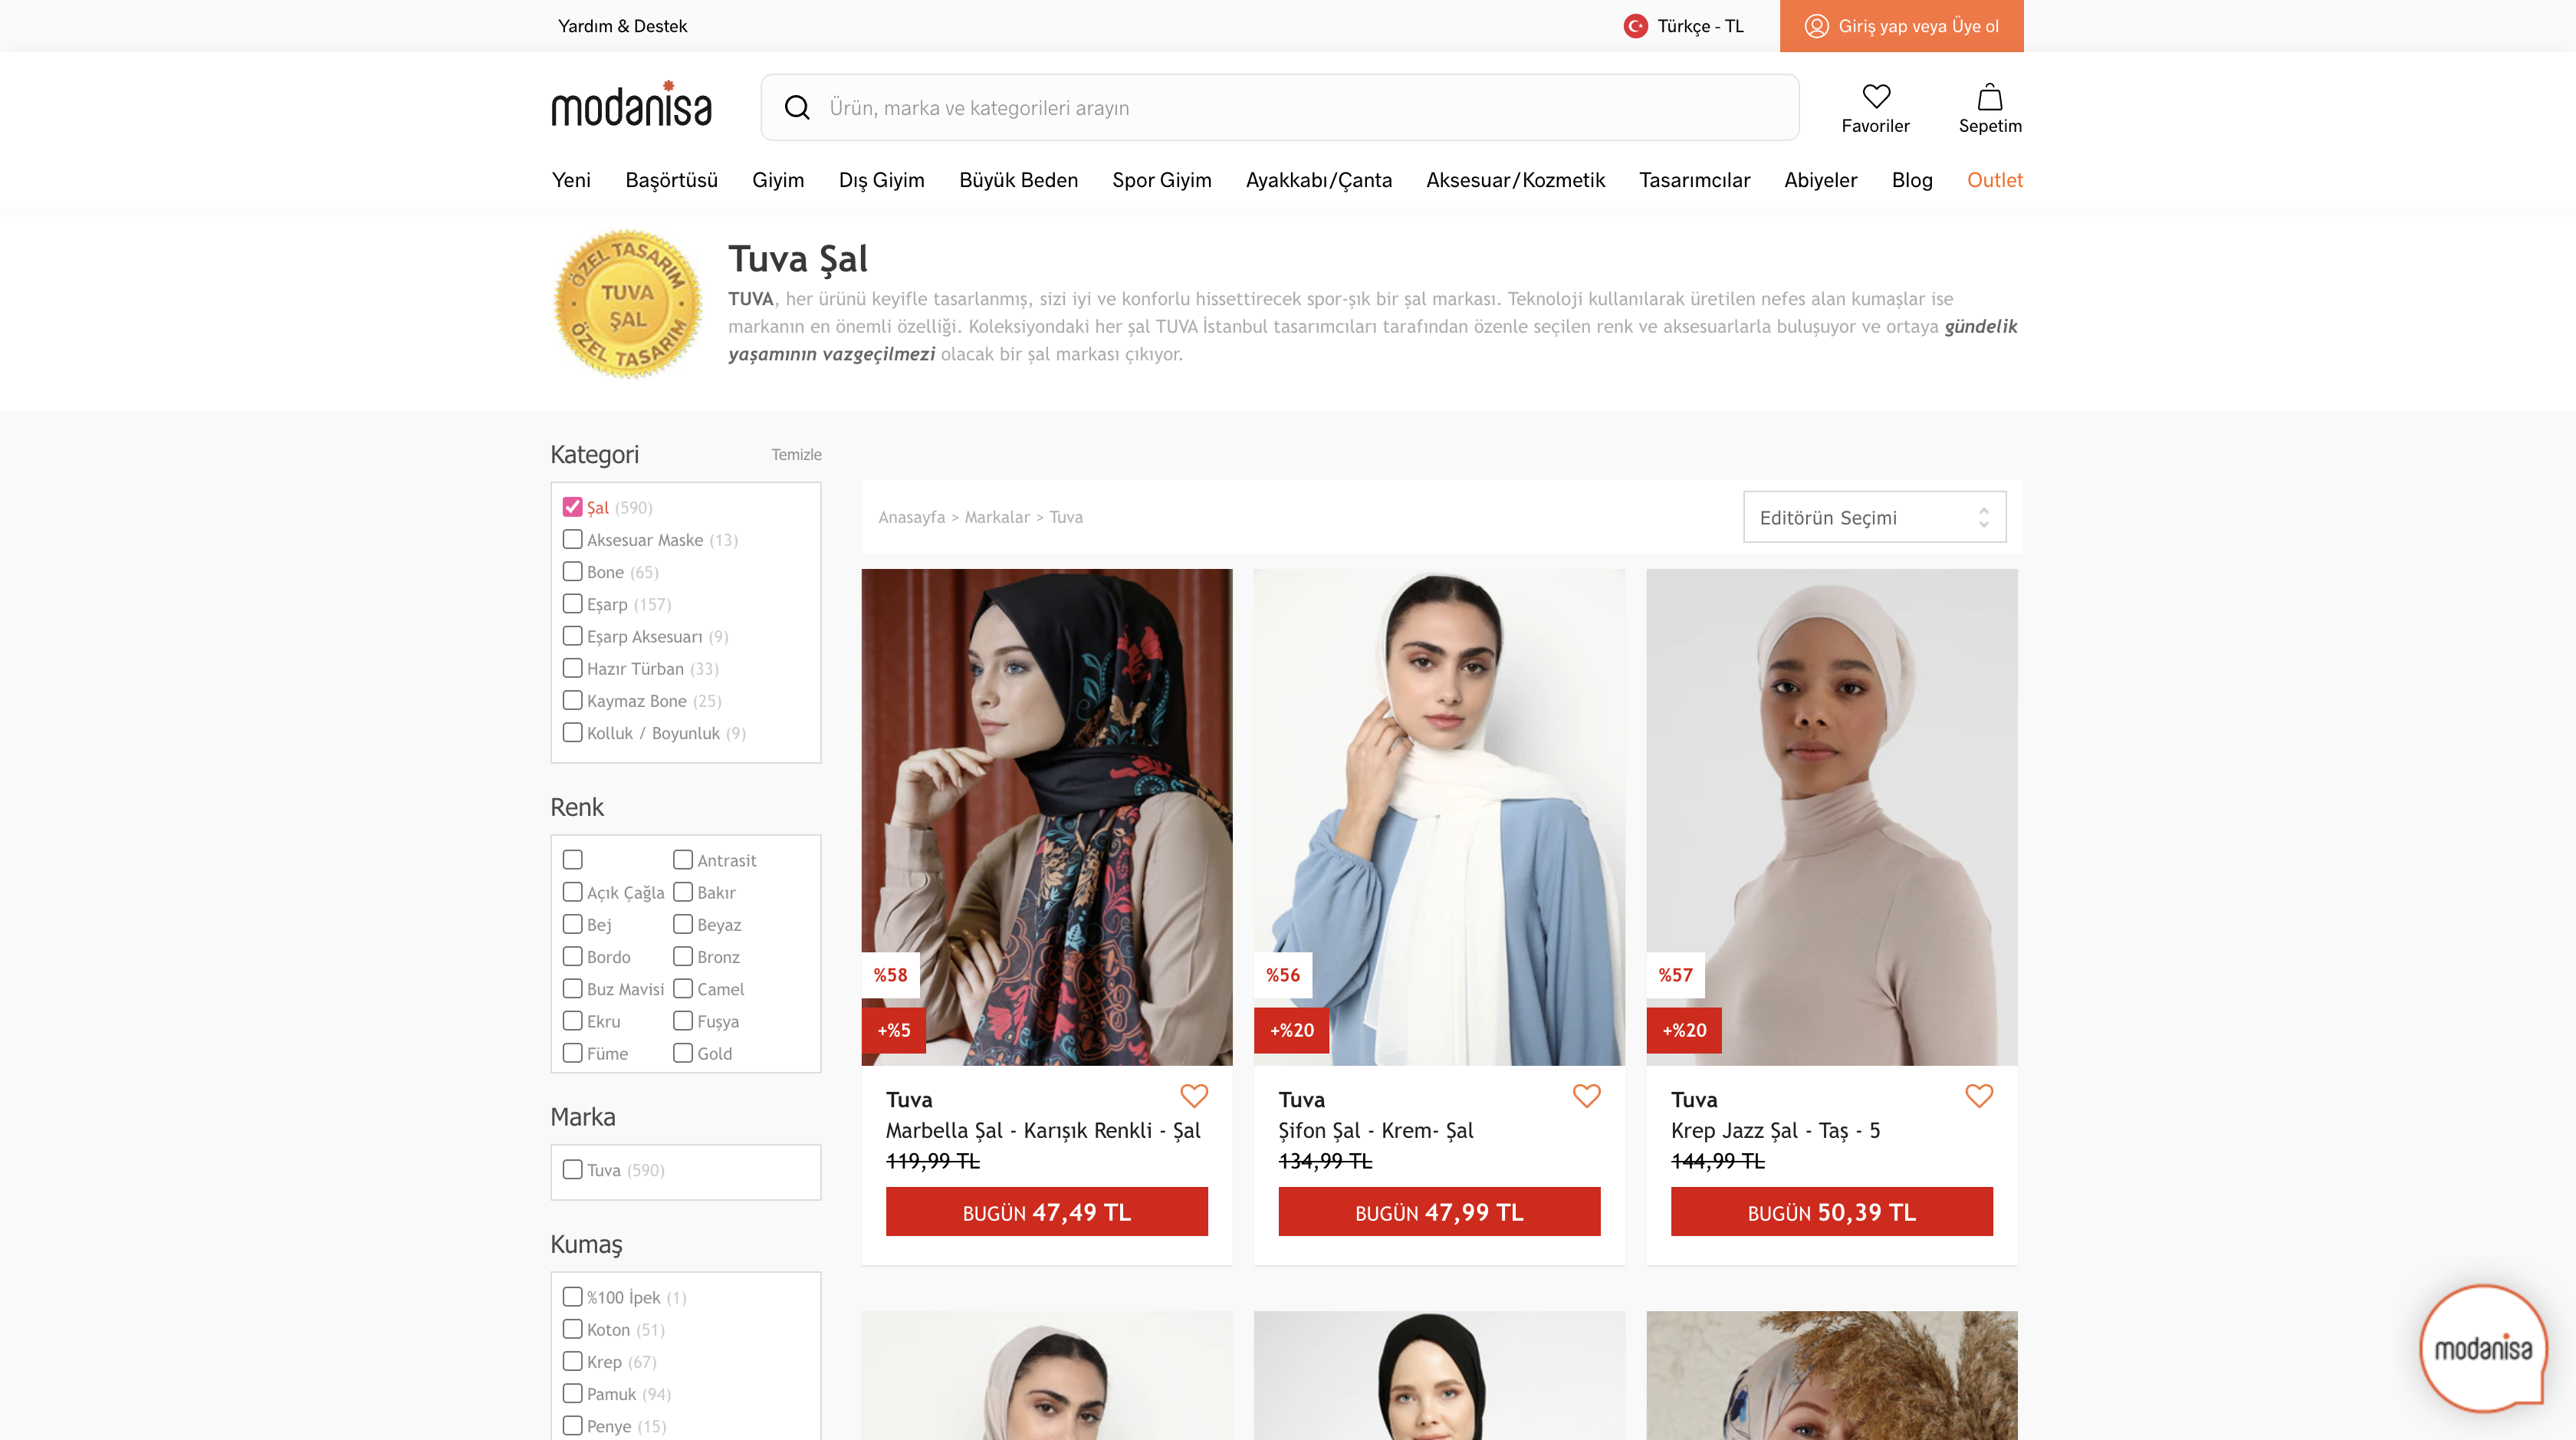 Yardım & Destek
Türkçe - TL
Giriş yap veya Üye ol
modanisa
Ürün, marka ve kategorileri arayın
Favoriler
Sepetim
Yeni
Başörtüsü
Giyim
Dış Giyim
Büyük Beden
Spor Giyim
Ayakkabı/Çanta
Aksesuar/Kozmetik
Tasarımcılar
Abiyeler
Blog
Outlet
ÖZEL TASARIM
TUVA
ŞAL
ÖZEL TASARIM
Tuva Şal
TUVA, her ürünü keyifle tasarlanmış, sizi iyi ve konforlu hissettirecek spor-şık bir şal markası. Teknoloji kullanılarak üretilen nefes alan kumaşlar ise
markanın en önemli özelliği. Koleksiyondaki her şal TUVA İstanbul tasarımcıları tarafından özenle seçilen renk ve aksesuarlarla buluşuyor ve ortaya gündelik
yaşamının vazgeçilmezi olacak bir şal markası çıkıyor.
Kategori
Temizle
Şal (590)
Aksesuar Maske (13)
Bone (65)
Eşarp (157)
Eşarp Aksesuarı (9)
Hazır Türban (33)
Kaymaz Bone (25)
Kolluk / Boyunluk (9)
Renk
Antrasit
Açık Çağla
Bakır
Bej
Beyaz
Bordo
Bronz
Buz Mavisi
Camel
Ekru
Fuşya
Füme
Gold
Marka
Tuva (590)
Kumaş
%100 İpek (1)
Koton (51)
Krep (67)
Pamuk (94)
Penye (15)
Anasayfa > Markalar > Tuva
Editörün Seçimi
%58
+%5
Tuva
Marbella Şal - Karışık Renkli - Şal
119,99 TL
BUGÜN 47,49 TL
%56
+%20
Tuva
Şifon Şal - Krem- Şal
134,99 TL
BUGÜN 47,99 TL
%57
+%20
Tuva
Krep Jazz Şal - Taş - 5
144,99 TL
BUGÜN 50,39 TL
modanisa